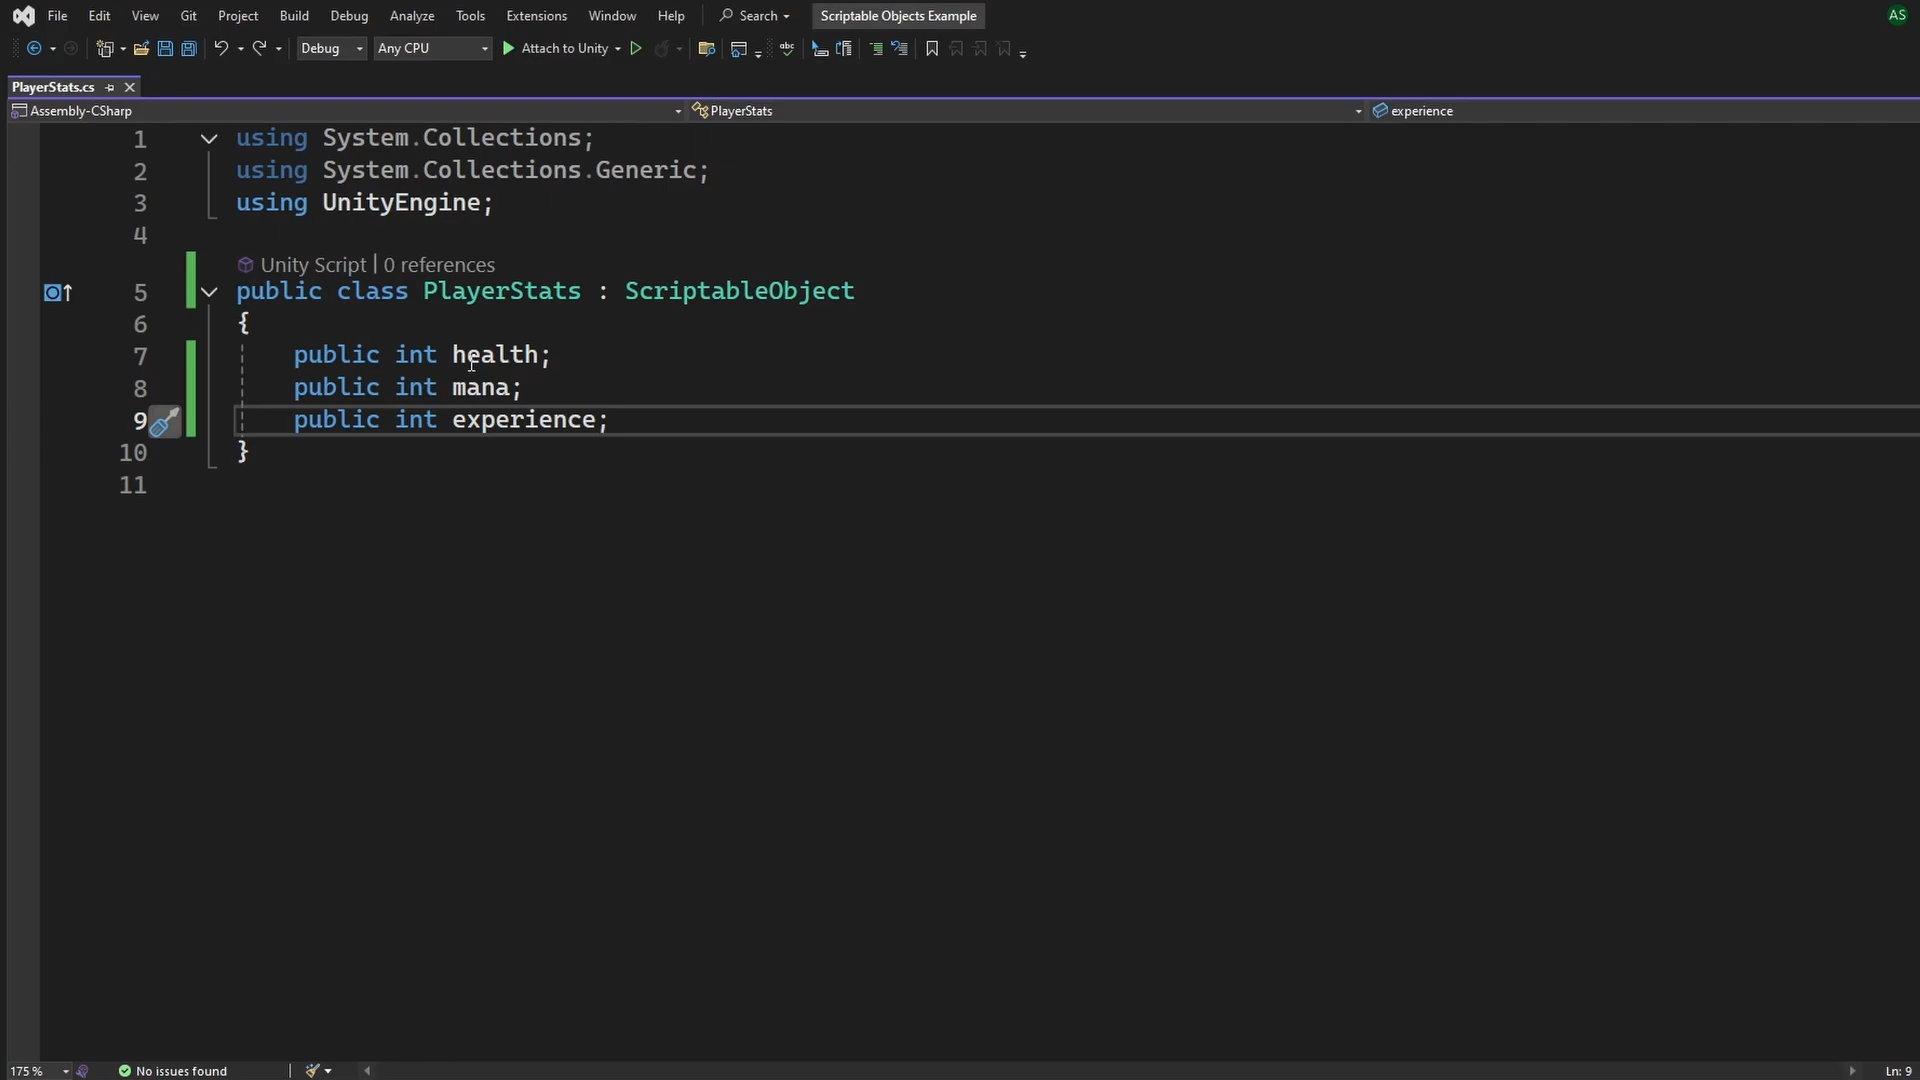 File Edit View Git Project Build Debug Analyze Tools Extensions Window Help Search Scriptable Objects Example AS
Debug Any CPU Attach to Unity abc
PlayerStats.cs
Assembly-CSharp PlayerStats experience
1 using System.Collections;
2 using System.Collections.Generic;
3 using UnityEngine;
4
Unity Script | 0 references
5 public class PlayerStats : ScriptableObject
6 {
7 public int health;
8 public int mana;
9 public int experience;
10 }
11
175 % No issues found Ln: 9